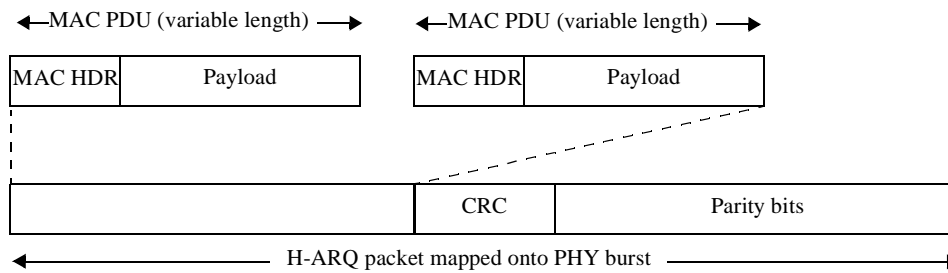 MAC PDU (variable length) MAC PDU (variable length)
MAC HDR Payload MAC HDR Payload
CRC Parity bits
H-ARQ packet mapped onto PHY burst